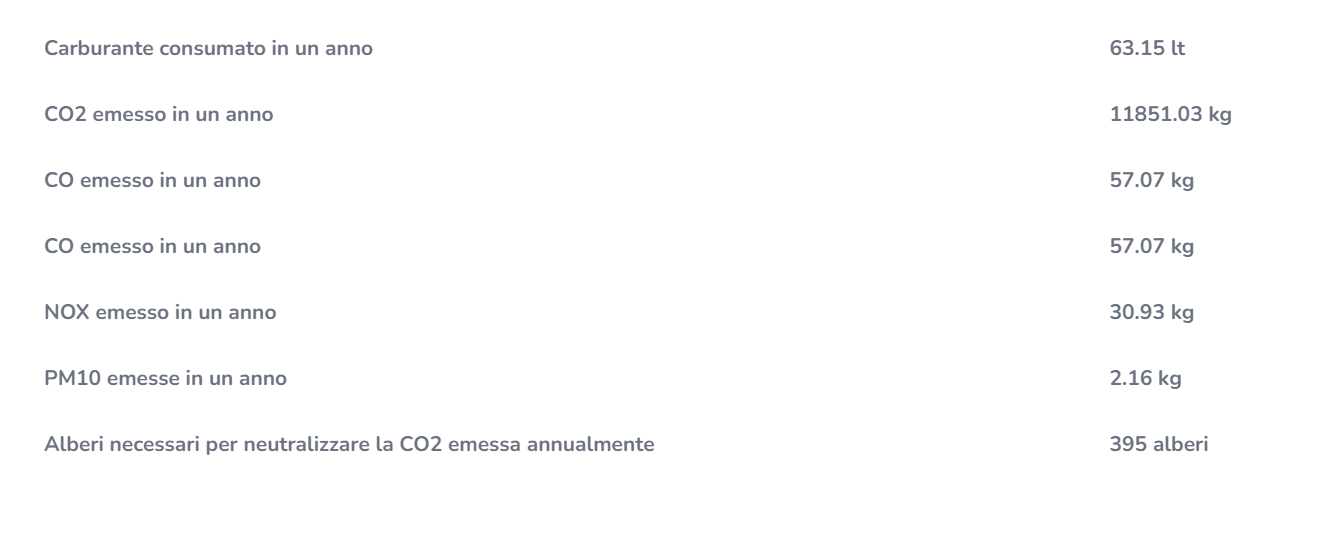 Carburante consumato in un anno 63.15 lt
CO2 emesso in un anno 11851.03 kg
CO emesso in un anno 57.07 kg
CO emesso in un anno 57.07 kg
NOX emesso in un anno 30.93 kg
PM10 emesse in un anno 2.16 kg
Alberi necessari per neutralizzare la CO2 emessa annualmente 395 alberi